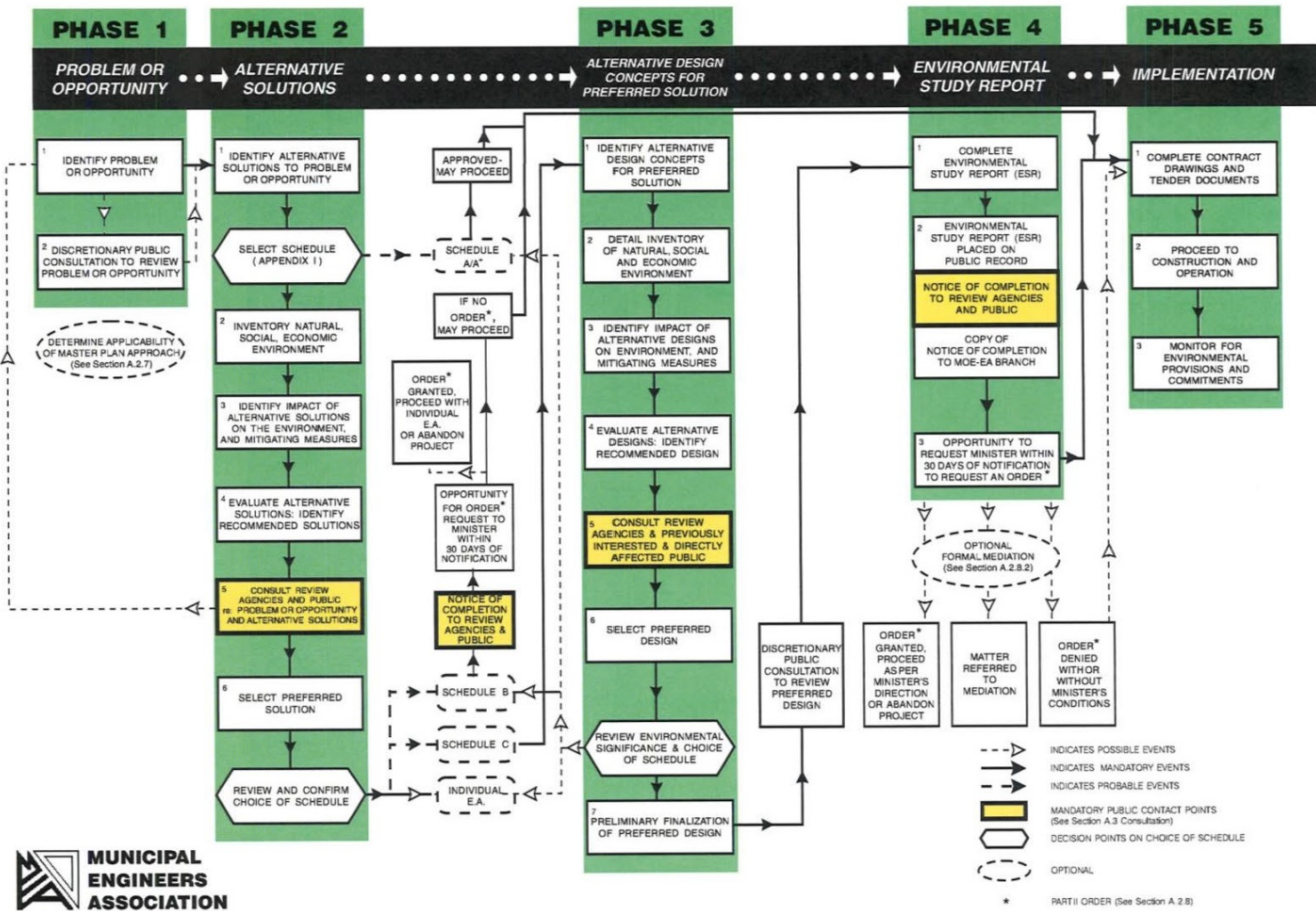 PHASE 1
PHASE 2
PHASE 3
PHASE 4
PHASE 5
PROBLEM OR
OPPORTUNITY
ALTERNATIVE
SOLUTIONS
ALTERNATIVE DESIGN
CONCEPTS FOR
PREFERRED SOLUTION
ENVIRONMENTAL
STUDY REPORT
IMPLEMENTATION
1
IDENTIFY PROBLEM
OR OPPORTUNITY
2
DISCRETIONARY PUBLIC
CONSULTATION TO REVIEW
PROBLEM OR OPPORTUNITY
DETERMINE APPLICABILITY
OF MASTER PLAN APPROACH
(See Section A.2.7)
1
IDENTIFY ALTERNATIVE
SOLUTIONS TO PROBLEM
OR OPPORTUNITY
SELECT SCHEDULE
(APPENDIX I)
2
INVENTORY NATURAL,
SOCIAL, ECONOMIC
ENVIRONMENT
3
IDENTIFY IMPACT OF
ALTERNATIVE SOLUTIONS
ON THE ENVIRONMENT,
AND MITIGATING MEASURES
4
EVALUATE ALTERNATIVE
SOLUTIONS: IDENTIFY
RECOMMENDED SOLUTIONS
5
CONSULT REVIEW
AGENCIES AND PUBLIC
re: PROBLEM OR OPPORTUNITY
AND ALTERNATIVE SOLUTIONS
6
SELECT PREFERRED
SOLUTION
REVIEW AND CONFIRM
CHOICE OF SCHEDULE
APPROVED-
MAY PROCEED
SCHEDULE
A/A+
IF NO
ORDER*,
MAY PROCEED
ORDER*
GRANTED,
PROCEED WITH
INDIVIDUAL
E.A.
OR ABANDON
PROJECT
OPPORTUNITY
FOR ORDER*
REQUEST TO
MINISTER
WITHIN
30 DAYS OF
NOTIFICATION
NOTICE OF
COMPLETION
TO REVIEW
AGENCIES &
PUBLIC
SCHEDULE B
SCHEDULE C
INDIVIDUAL
E.A.
1
IDENTIFY ALTERNATIVE
DESIGN CONCEPTS
FOR PREFERRED
SOLUTION
2
DETAIL INVENTORY
OF NATURAL, SOCIAL
AND ECONOMIC
ENVIRONMENT
3
IDENTIFY IMPACT OF
ALTERNATIVE DESIGNS
ON ENVIRONMENT, AND
MITIGATING MEASURES
4
EVALUATE ALTERNATIVE
DESIGNS: IDENTIFY
RECOMMENDED DESIGN
5
CONSULT REVIEW
AGENCIES & PREVIOUSLY
INTERESTED & DIRECTLY
AFFECTED PUBLIC
6
SELECT PREFERRED
DESIGN
REVIEW ENVIRONMENTAL
SIGNIFICANCE & CHOICE
OF SCHEDULE
7
PRELIMINARY FINALIZATION
OF PREFERRED DESIGN
DISCRETIONARY
PUBLIC
CONSULTATION
TO REVIEW
PREFERRED
DESIGN
1
COMPLETE
ENVIRONMENTAL
STUDY REPORT (ESR)
2
ENVIRONMENTAL
STUDY REPORT (ESR)
PLACED ON
PUBLIC RECORD
NOTICE OF COMPLETION
TO REVIEW AGENCIES
AND PUBLIC
COPY OF
NOTICE OF COMPLETION
TO MOE-EA BRANCH
3
OPPORTUNITY TO
REQUEST MINISTER WITHIN
30 DAYS OF NOTIFICATION
TO REQUEST AN ORDER*
OPTIONAL
FORMAL MEDIATION
(See Section A.2.8.2)
ORDER*
GRANTED,
PROCEED
AS PER
MINISTER'S
DIRECTION
OR ABANDON
PROJECT
MATTER
REFERRED
TO
MEDIATION
ORDER*
DENIED
WITH OR
WITHOUT
MINISTER'S
CONDITIONS
1
COMPLETE CONTRACT
DRAWINGS AND
TENDER DOCUMENTS
2
PROCEED TO
CONSTRUCTION AND
OPERATION
3
MONITOR FOR
ENVIRONMENTAL
PROVISIONS AND
COMMITMENTS
INDICATES POSSIBLE EVENTS
INDICATES MANDATORY EVENTS
INDICATES PROBABLE EVENTS
MANDATORY PUBLIC CONTACT POINTS
(See Section A.3 Consultation)
DECISION POINTS ON CHOICE OF SCHEDULE
OPTIONAL
* PART II ORDER (See Section A.2.8)
MUNICIPAL
ENGINEERS
ASSOCIATION